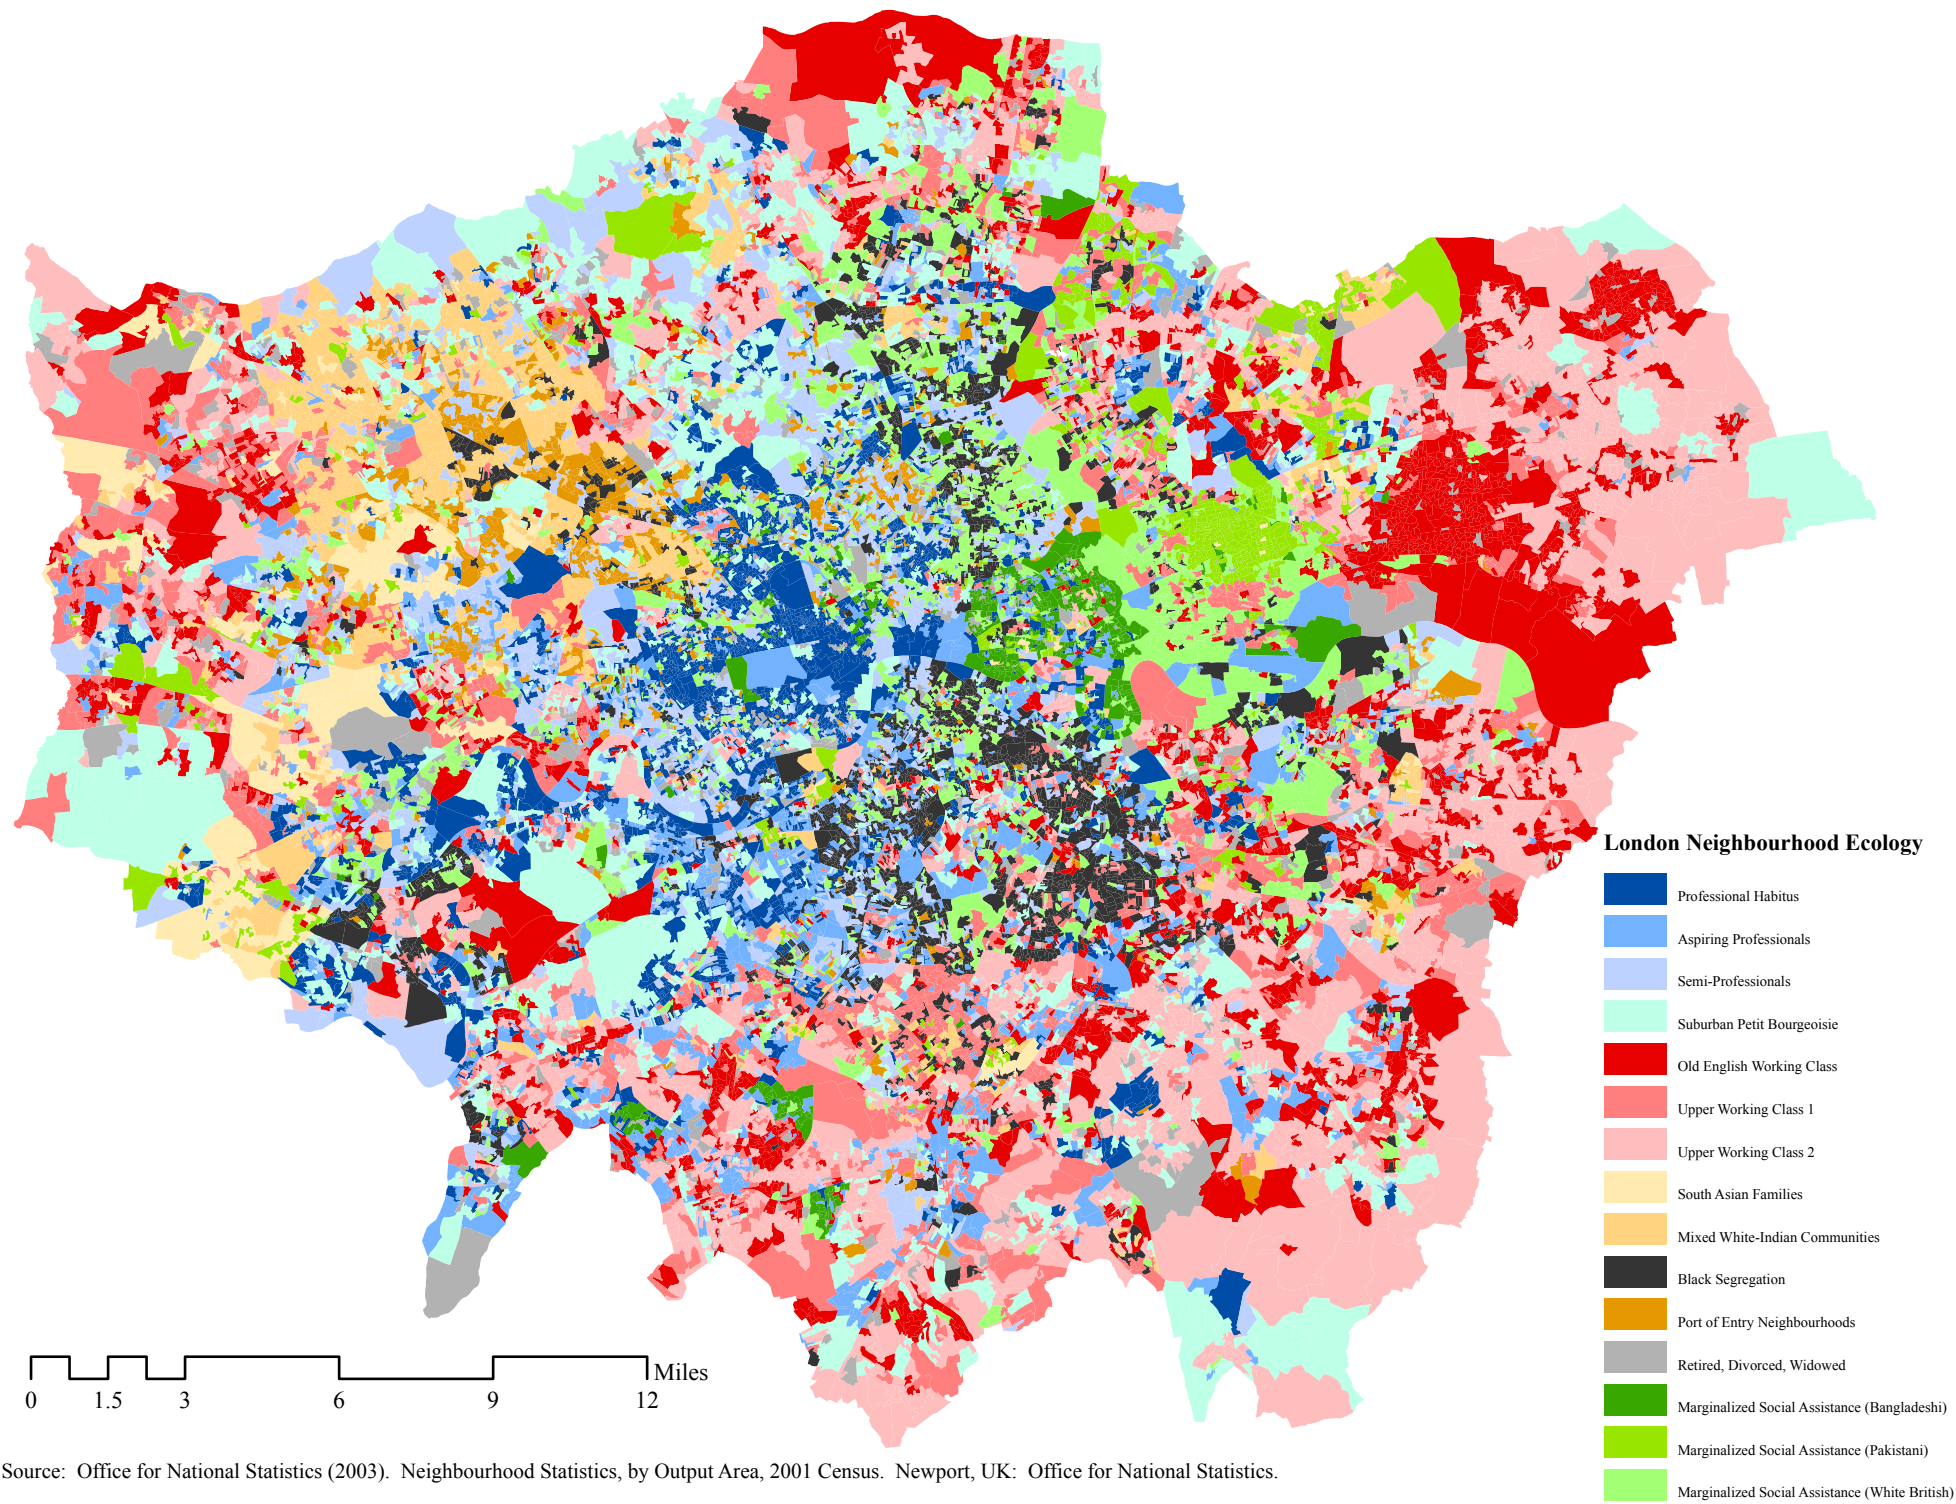 London Neighbourhood Ecology
Professional Habitus
Aspiring Professionals
Semi-Professionals
Suburban Petit Bourgeoisie
Old English Working Class
Upper Working Class 1
Upper Working Class 2
South Asian Families
Mixed White-Indian Communities
Black Segregation
Port of Entry Neighbourhoods
Retired, Divorced, Widowed
Marginalized Social Assistance (Bangladeshi)
Marginalized Social Assistance (Pakistani)
Marginalized Social Assistance (White British)
Miles
0 1.5 3 6 9 12
Source: Office for National Statistics (2003). Neighbourhood Statistics, by Output Area, 2001 Census. Newport, UK: Office for National Statistics.